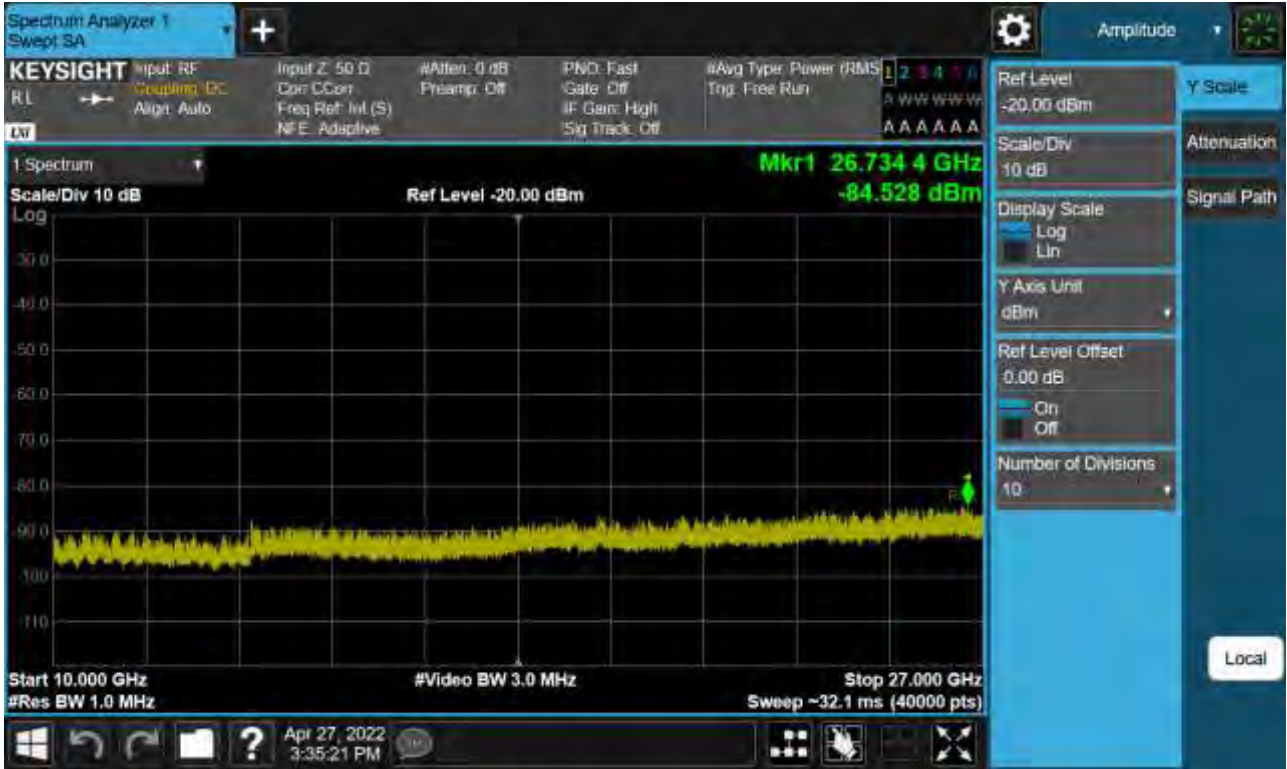 Spectrum Analyzer 1
Swept SA
+
Amplitude
KEYSIGHT
RL
LXI
Input: RF
Coupling: DC
Align: Auto
Input Z: 50 Ω
Corr CCorr
Freq Ref: Int (S)
NFE: Adaptive
#Atten: 0 dB
Preamp: Off
PNO: Fast
Gate: Off
IF Gain: High
Sig Track: Off
#Avg Type: Power (RMS
Trig: Free Run
1 2 3 4 5 6
A W W W W W
A A A A A A
1 Spectrum
Mkr1 26.734 4 GHz
Scale/Div 10 dB
Ref Level -20.00 dBm
-84.528 dBm
Log
-30.0
-40.0
-50.0
-60.0
-70.0
-80.0
-90.0
-100
-110
Start 10.000 GHz
#Video BW 3.0 MHz
Stop 27.000 GHz
#Res BW 1.0 MHz
Sweep ~32.1 ms (40000 pts)
Ref Level
-20.00 dBm
Scale/Div
10 dB
Display Scale
Log
Lin
Y Axis Unit
dBm
Ref Level Offset
0.00 dB
On
Off
Number of Divisions
10
Y Scale
Attenuation
Signal Path
Local
?
Apr 27, 2022
3:35:21 PM